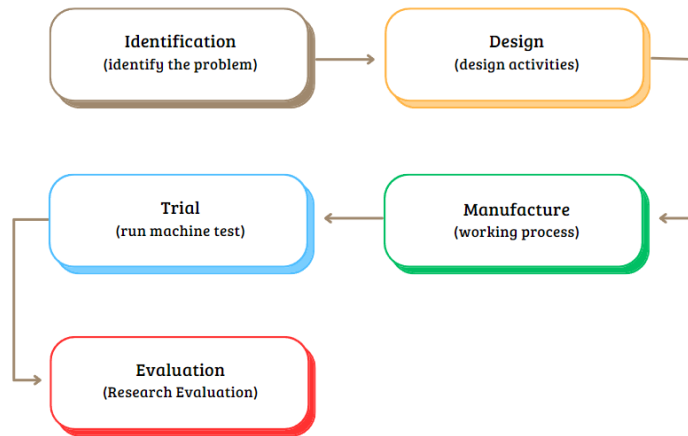 Identification
(identify the problem)
Design
(design activities)
Manufacture
(working process)
Trial
(run machine test)
Evaluation
(Research Evaluation)